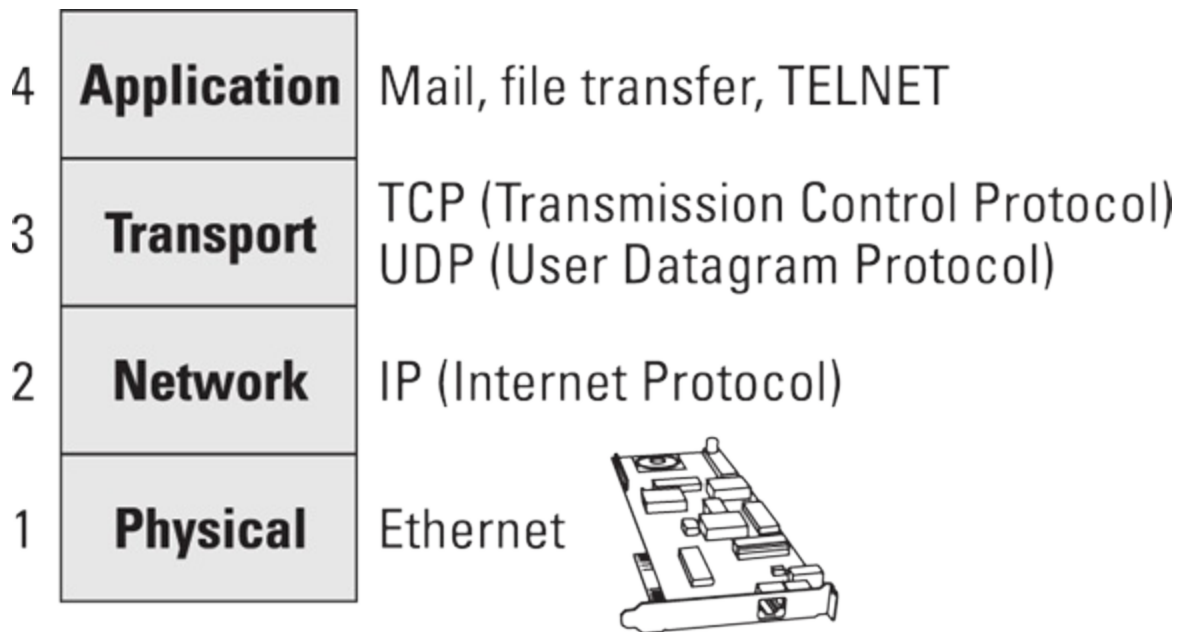 4 Application Mail, file transfer, TELNET
3 Transport TCP (Transmission Control Protocol)
UDP (User Datagram Protocol)
2 Network IP (Internet Protocol)
1 Physical Ethernet